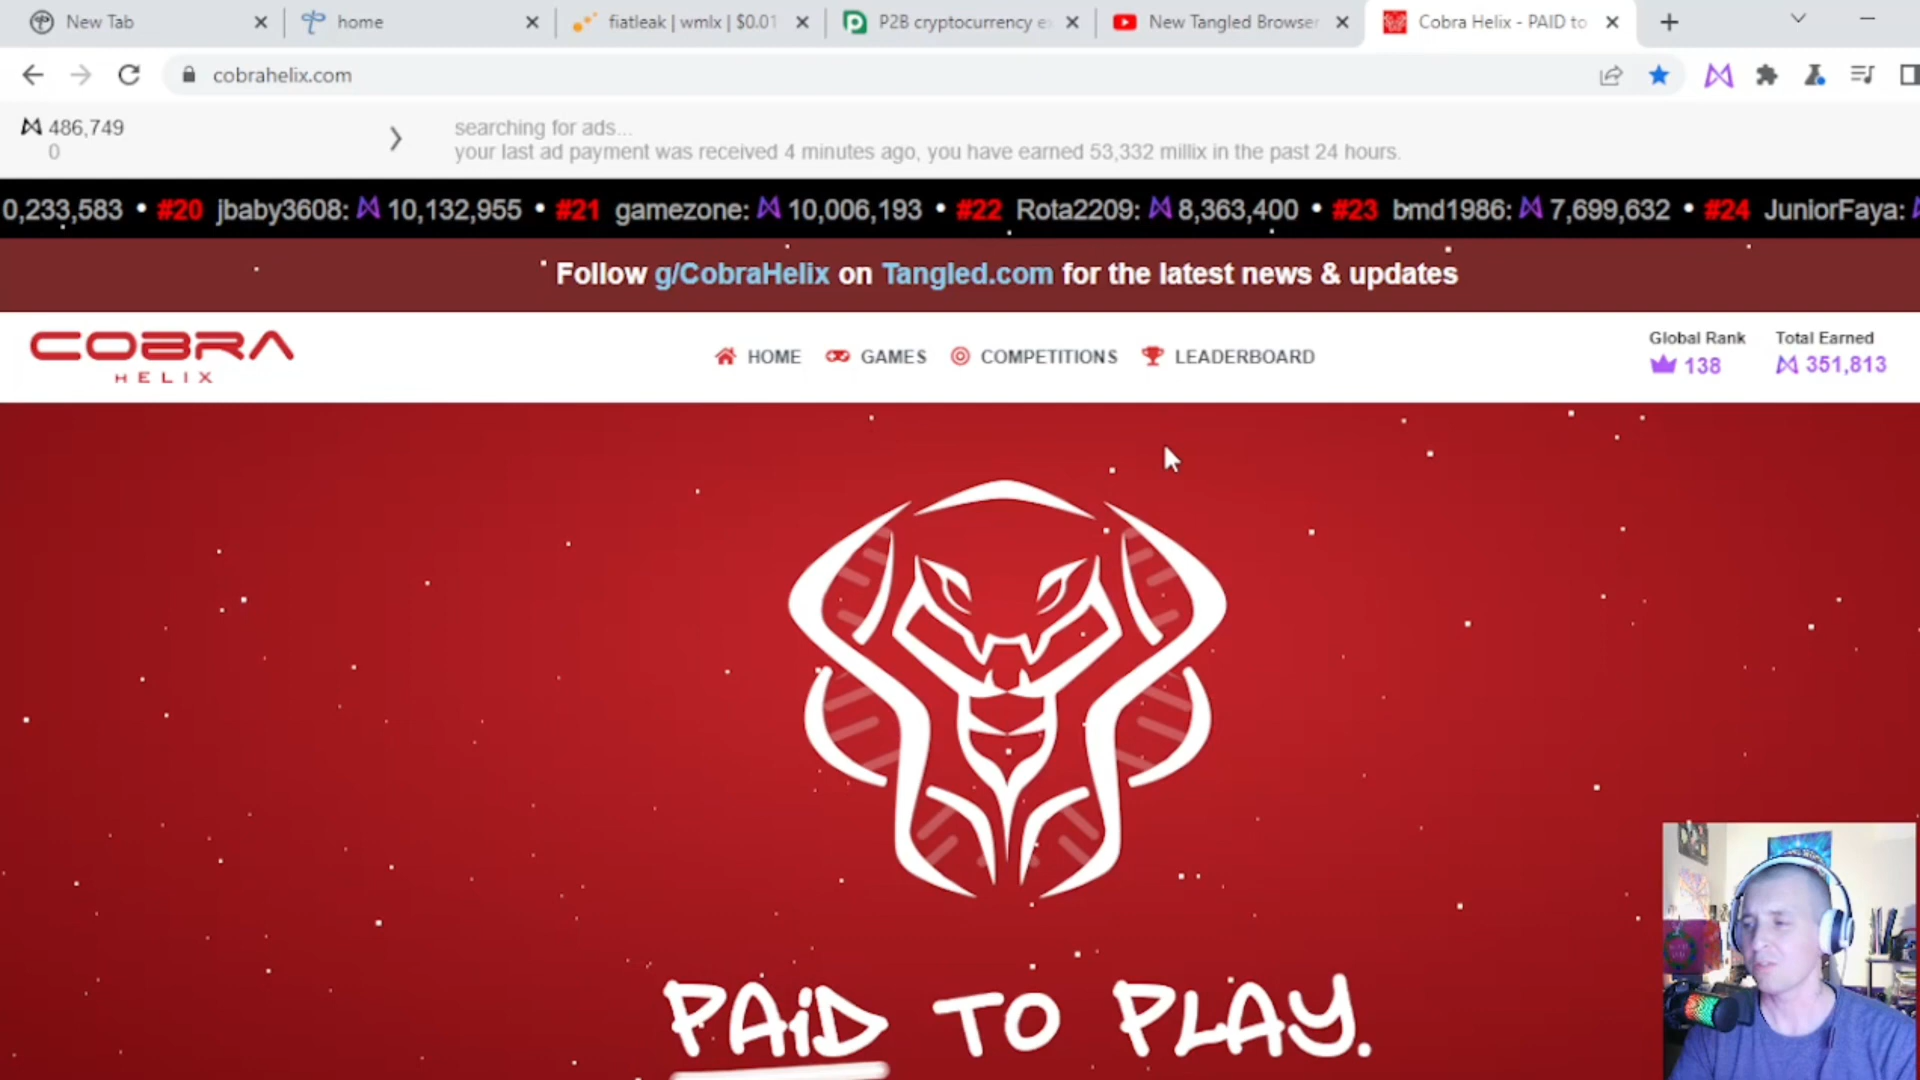 New Tab
home
fiatleak | wmlx | $0.01
P2B cryptocurrency e
New Tangled Browser
Cobra Helix - PAID to
cobrahelix.com
486,749
0
searching for ads...
your last ad payment was received 4 minutes ago, you have earned 53,332 millix in the past 24 hours.
0,233,583 • #20 jbaby3608: 10,132,955 • #21 gamezone: 10,006,193 • #22 Rota2209: 8,363,400 • #23 bmd1986: 7,699,632 • #24 JuniorFaya:
Follow g/CobraHelix on Tangled.com for the latest news & updates
COBRA
HELIX
HOME GAMES COMPETITIONS LEADERBOARD
Global Rank
138
Total Earned
351,813
PAiD TO PLAY.